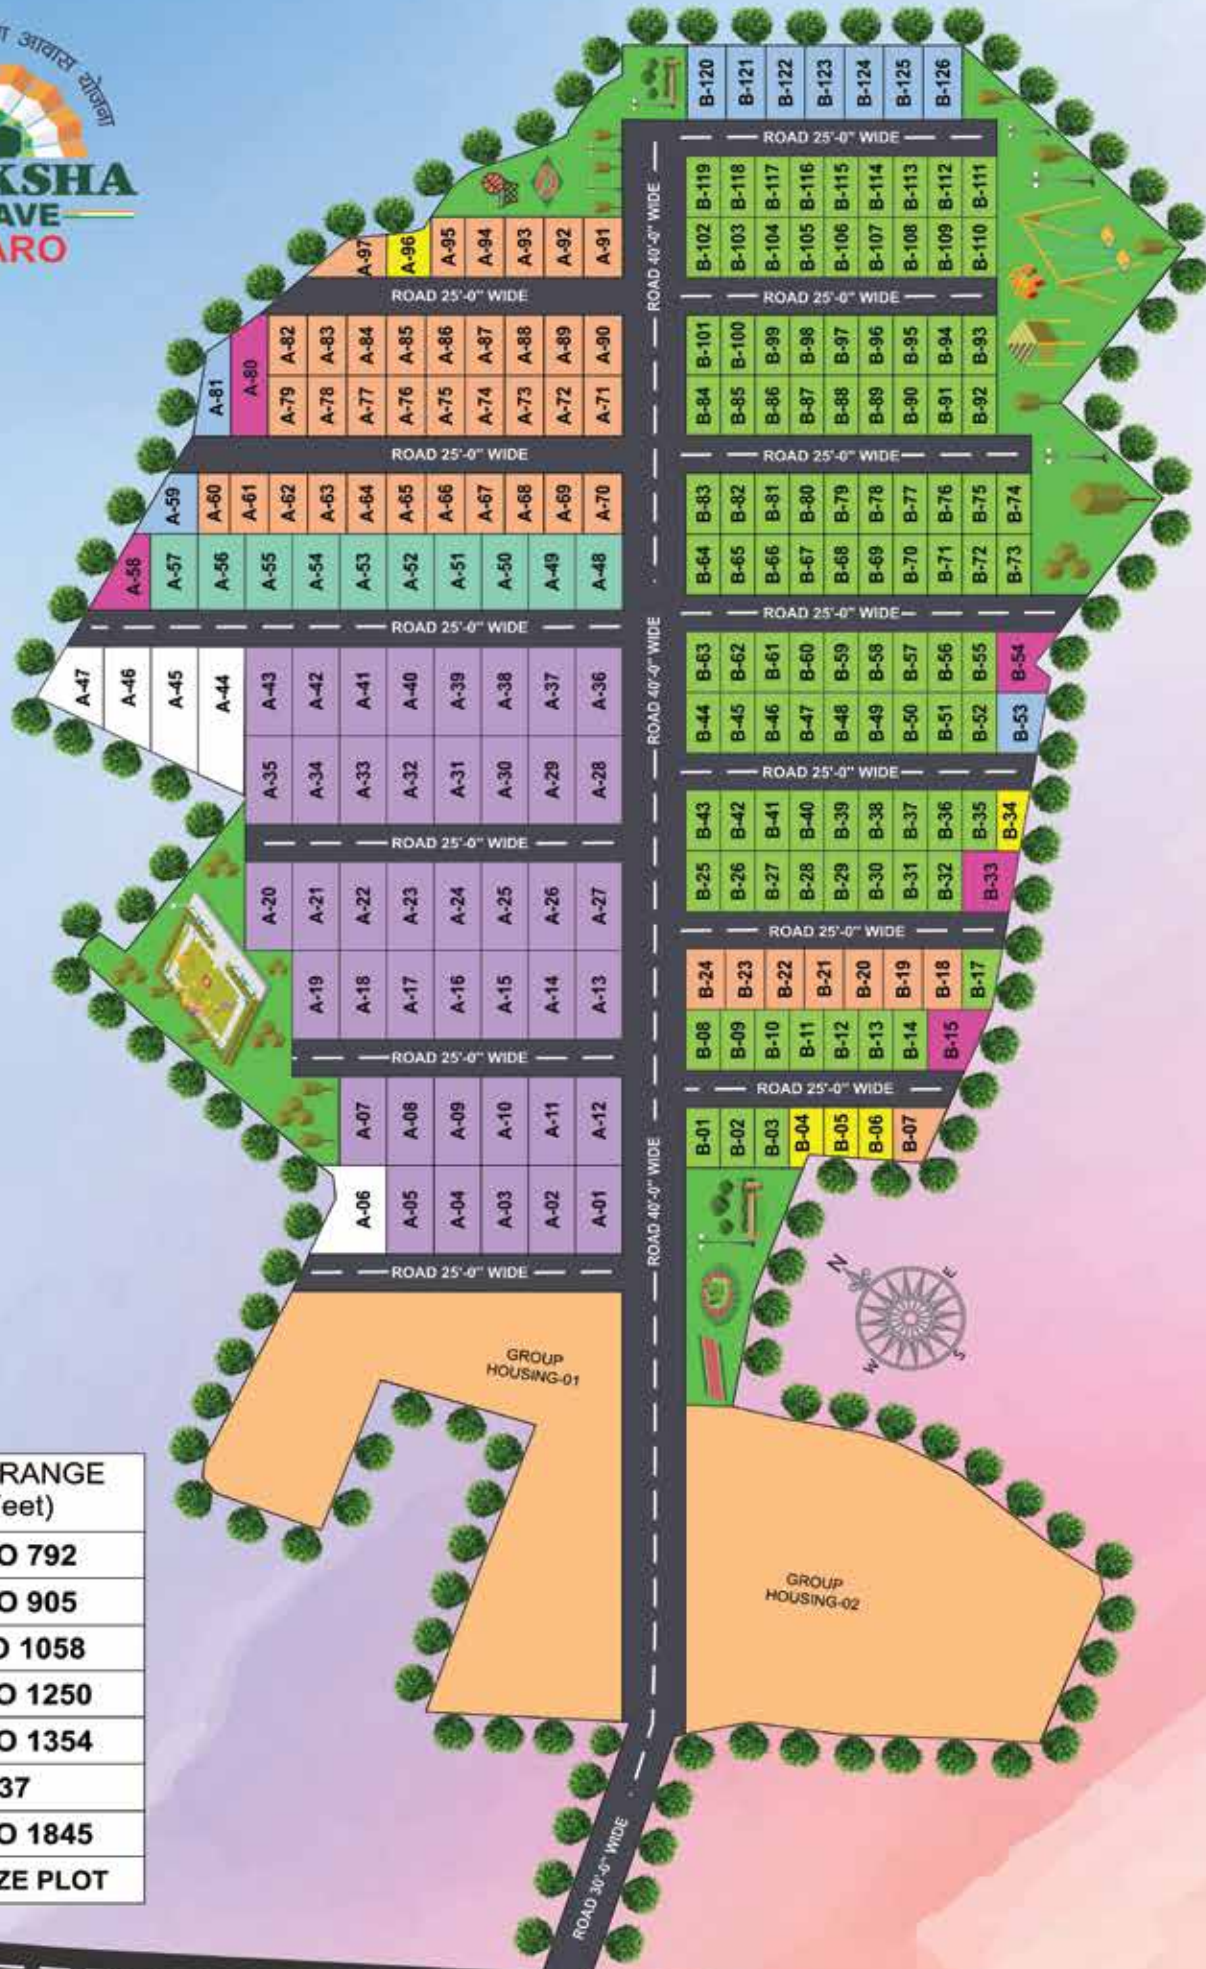 आवास योजना
KSHA
AVE
ARO
B-120
B-121
B-122
B-123
B-124
B-125
B-126
ROAD 25'-0" WIDE
B-119
B-118
B-117
B-116
B-115
B-114
B-113
B-112
B-111
B-102
B-103
B-104
B-105
B-106
B-107
B-108
B-109
B-110
ROAD 40'-0" WIDE
A-97
A-96
A-95
A-94
A-93
A-92
A-91
ROAD 25'-0" WIDE
ROAD 25'-0" WIDE
A-81
A-80
A-82
A-83
A-84
A-85
A-86
A-87
A-88
A-89
A-90
A-79
A-78
A-77
A-76
A-75
A-74
A-73
A-72
A-71
B-101
B-100
B-99
B-98
B-97
B-96
B-95
B-94
B-93
B-84
B-85
B-86
B-87
B-88
B-89
B-90
B-91
B-92
ROAD 25'-0" WIDE
ROAD 25'-0" WIDE
A-59
A-60
A-61
A-62
A-63
A-64
A-65
A-66
A-67
A-68
A-69
A-70
A-58
A-57
A-56
A-55
A-54
A-53
A-52
A-51
A-50
A-49
A-48
B-83
B-82
B-81
B-80
B-79
B-78
B-77
B-76
B-75
B-74
B-64
B-65
B-66
B-67
B-68
B-69
B-70
B-71
B-72
B-73
ROAD 25'-0" WIDE
ROAD 25'-0" WIDE
ROAD 40'-0" WIDE
A-47
A-46
A-45
A-44
A-43
A-42
A-41
A-40
A-39
A-38
A-37
A-36
A-35
A-34
A-33
A-32
A-31
A-30
A-29
A-28
B-63
B-62
B-61
B-60
B-59
B-58
B-57
B-56
B-55
B-54
B-44
B-45
B-46
B-47
B-48
B-49
B-50
B-51
B-52
B-53
ROAD 25'-0" WIDE
ROAD 25'-0" WIDE
A-20
A-21
A-22
A-23
A-24
A-25
A-26
A-27
A-19
A-18
A-17
A-16
A-15
A-14
A-13
B-43
B-42
B-41
B-40
B-39
B-38
B-37
B-36
B-35
B-34
B-25
B-26
B-27
B-28
B-29
B-30
B-31
B-32
B-33
ROAD 25'-0" WIDE
B-24
B-23
B-22
B-21
B-20
B-19
B-18
B-17
B-08
B-09
B-10
B-11
B-12
B-13
B-14
B-15
ROAD 25'-0" WIDE
ROAD 25'-0" WIDE
A-07
A-08
A-09
A-10
A-11
A-12
A-06
A-05
A-04
A-03
A-02
A-01
B-01
B-02
B-03
B-04
B-05
B-06
B-07
ROAD 40'-0" WIDE
ROAD 25'-0" WIDE
N
E
S
W
GROUP
HOUSING-01
GROUP
HOUSING-02
RANGE
eet)
O 792
O 905
O 1058
O 1250
O 1354
37
O 1845
ZE PLOT
ROAD 30'-0" WIDE